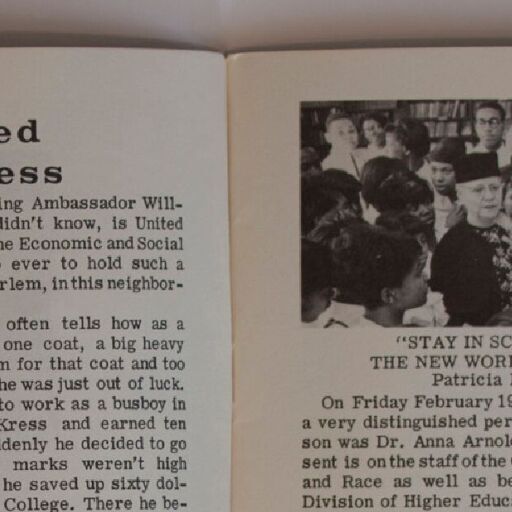 ed
ess
ing Ambassador Will-
didn't know, is United
he Economic and Social
ever to hold such a
rlem, in this neighbor-
often tells how as a
one coat, a big heavy
m for that coat and too
he was just out of luck.
to work as a busboy in
Kress and earned ten
ddenly he decided to go
marks weren't high
he saved up sixty dol-
College. There he be-
"STAY IN SC
THE NEW WOR
Patricia
On Friday February 19
a very distinguished per
son was Dr. Anna Arnol
sent is on the staff of the
and Race as well as be
Division of Higher Educ